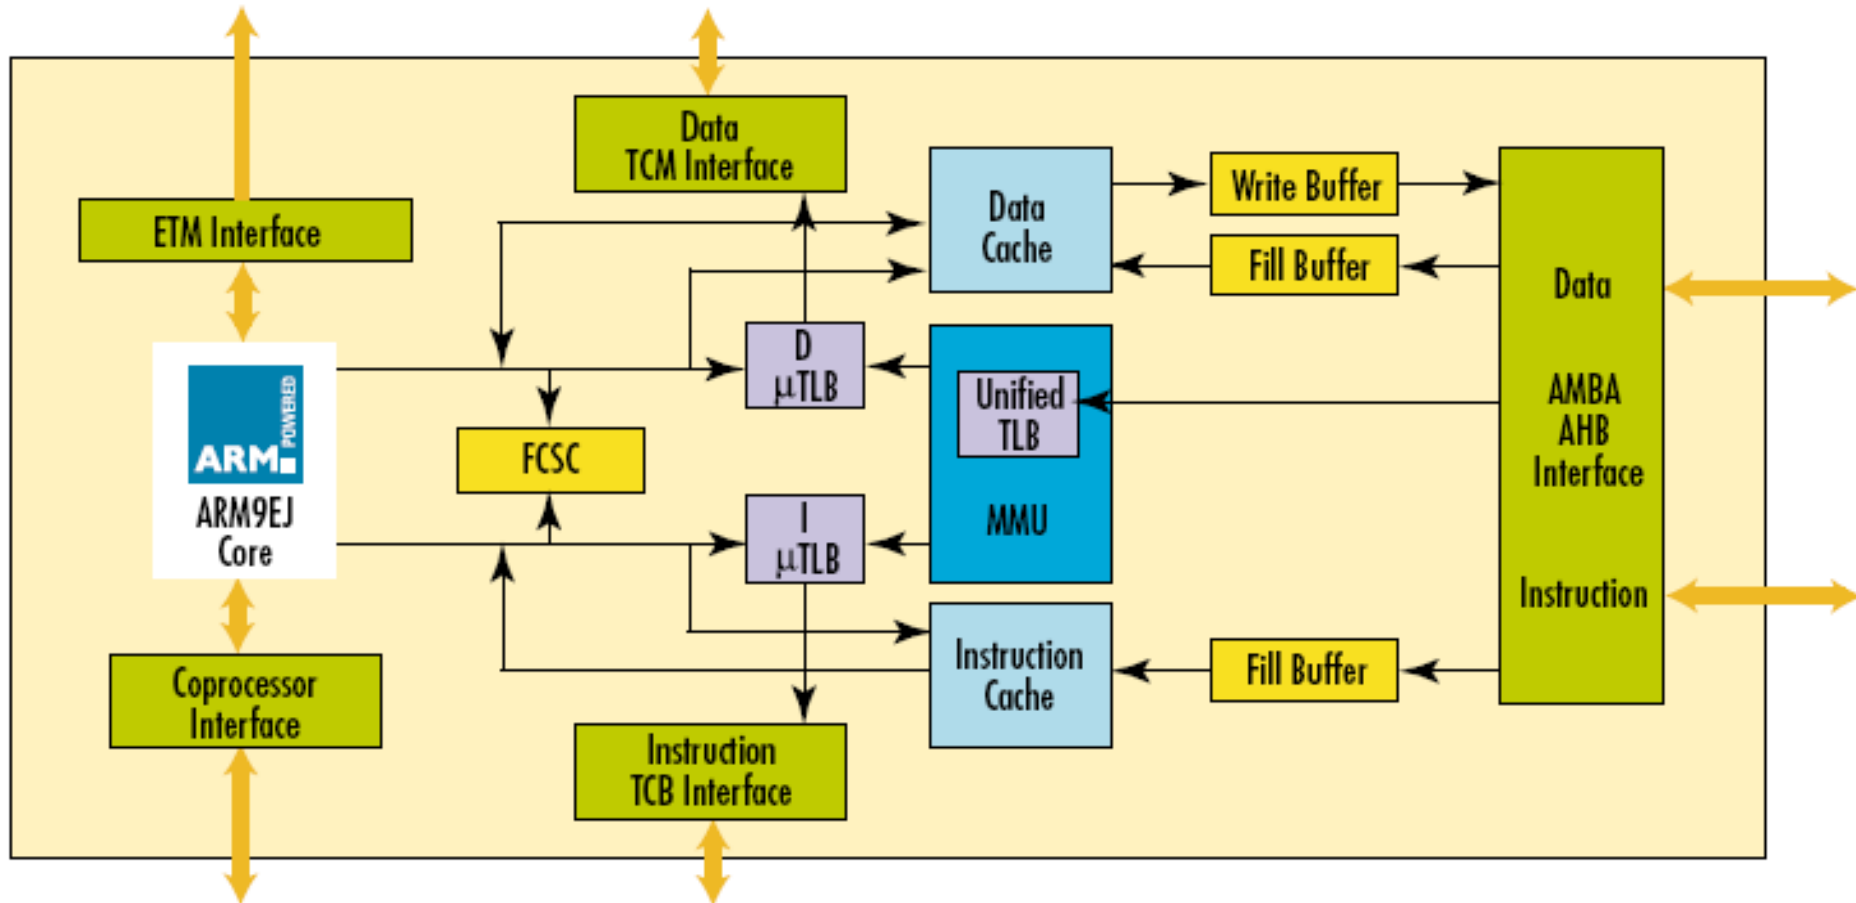 Data
TCM Interface
ETM Interface
Data
Cache
Write Buffer
Fill Buffer
Data
AMBA
AHB
Interface
Instruction
D
μTLB
Unified
TLB
MMU
ARM
POWERED
ARM9EJ
Core
FCSC
I
μTLB
Instruction
Cache
Fill Buffer
Coprocessor
Interface
Instruction
TCB Interface